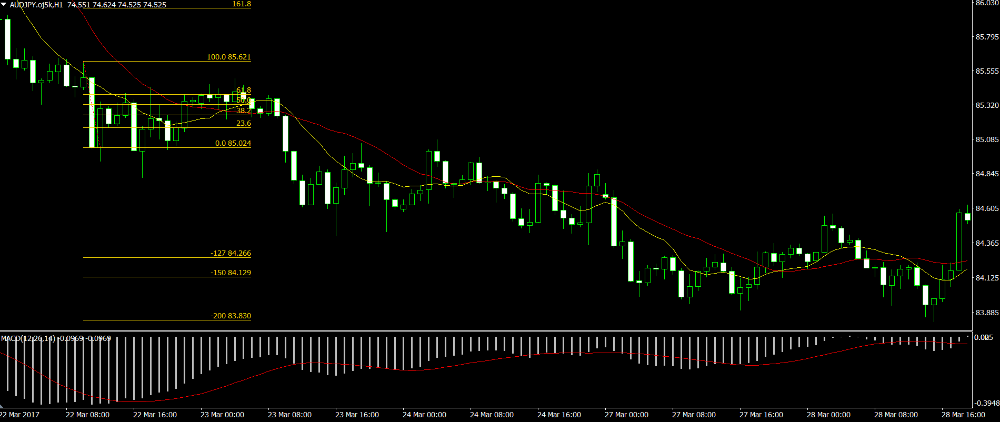 AUDJPY.oj5k,H1 74.551 74.624 74.525 74.525
161.8
100.0 85.621
61.8
50.0
38.2
23.6
0.0 85.024
-127 84.266
-150 84.129
-200 83.830
86.030
85.795
85.555
85.320
85.085
84.845
84.605
84.365
84.125
83.885
MACD(12,26,14) -0.0969 -0.0969
-0.3948
22 Mar 2017
22 Mar 08:00
22 Mar 16:00
23 Mar 00:00
23 Mar 08:00
23 Mar 16:00
24 Mar 00:00
24 Mar 08:00
24 Mar 16:00
27 Mar 00:00
27 Mar 08:00
27 Mar 16:00
28 Mar 00:00
28 Mar 08:00
28 Mar 16:00